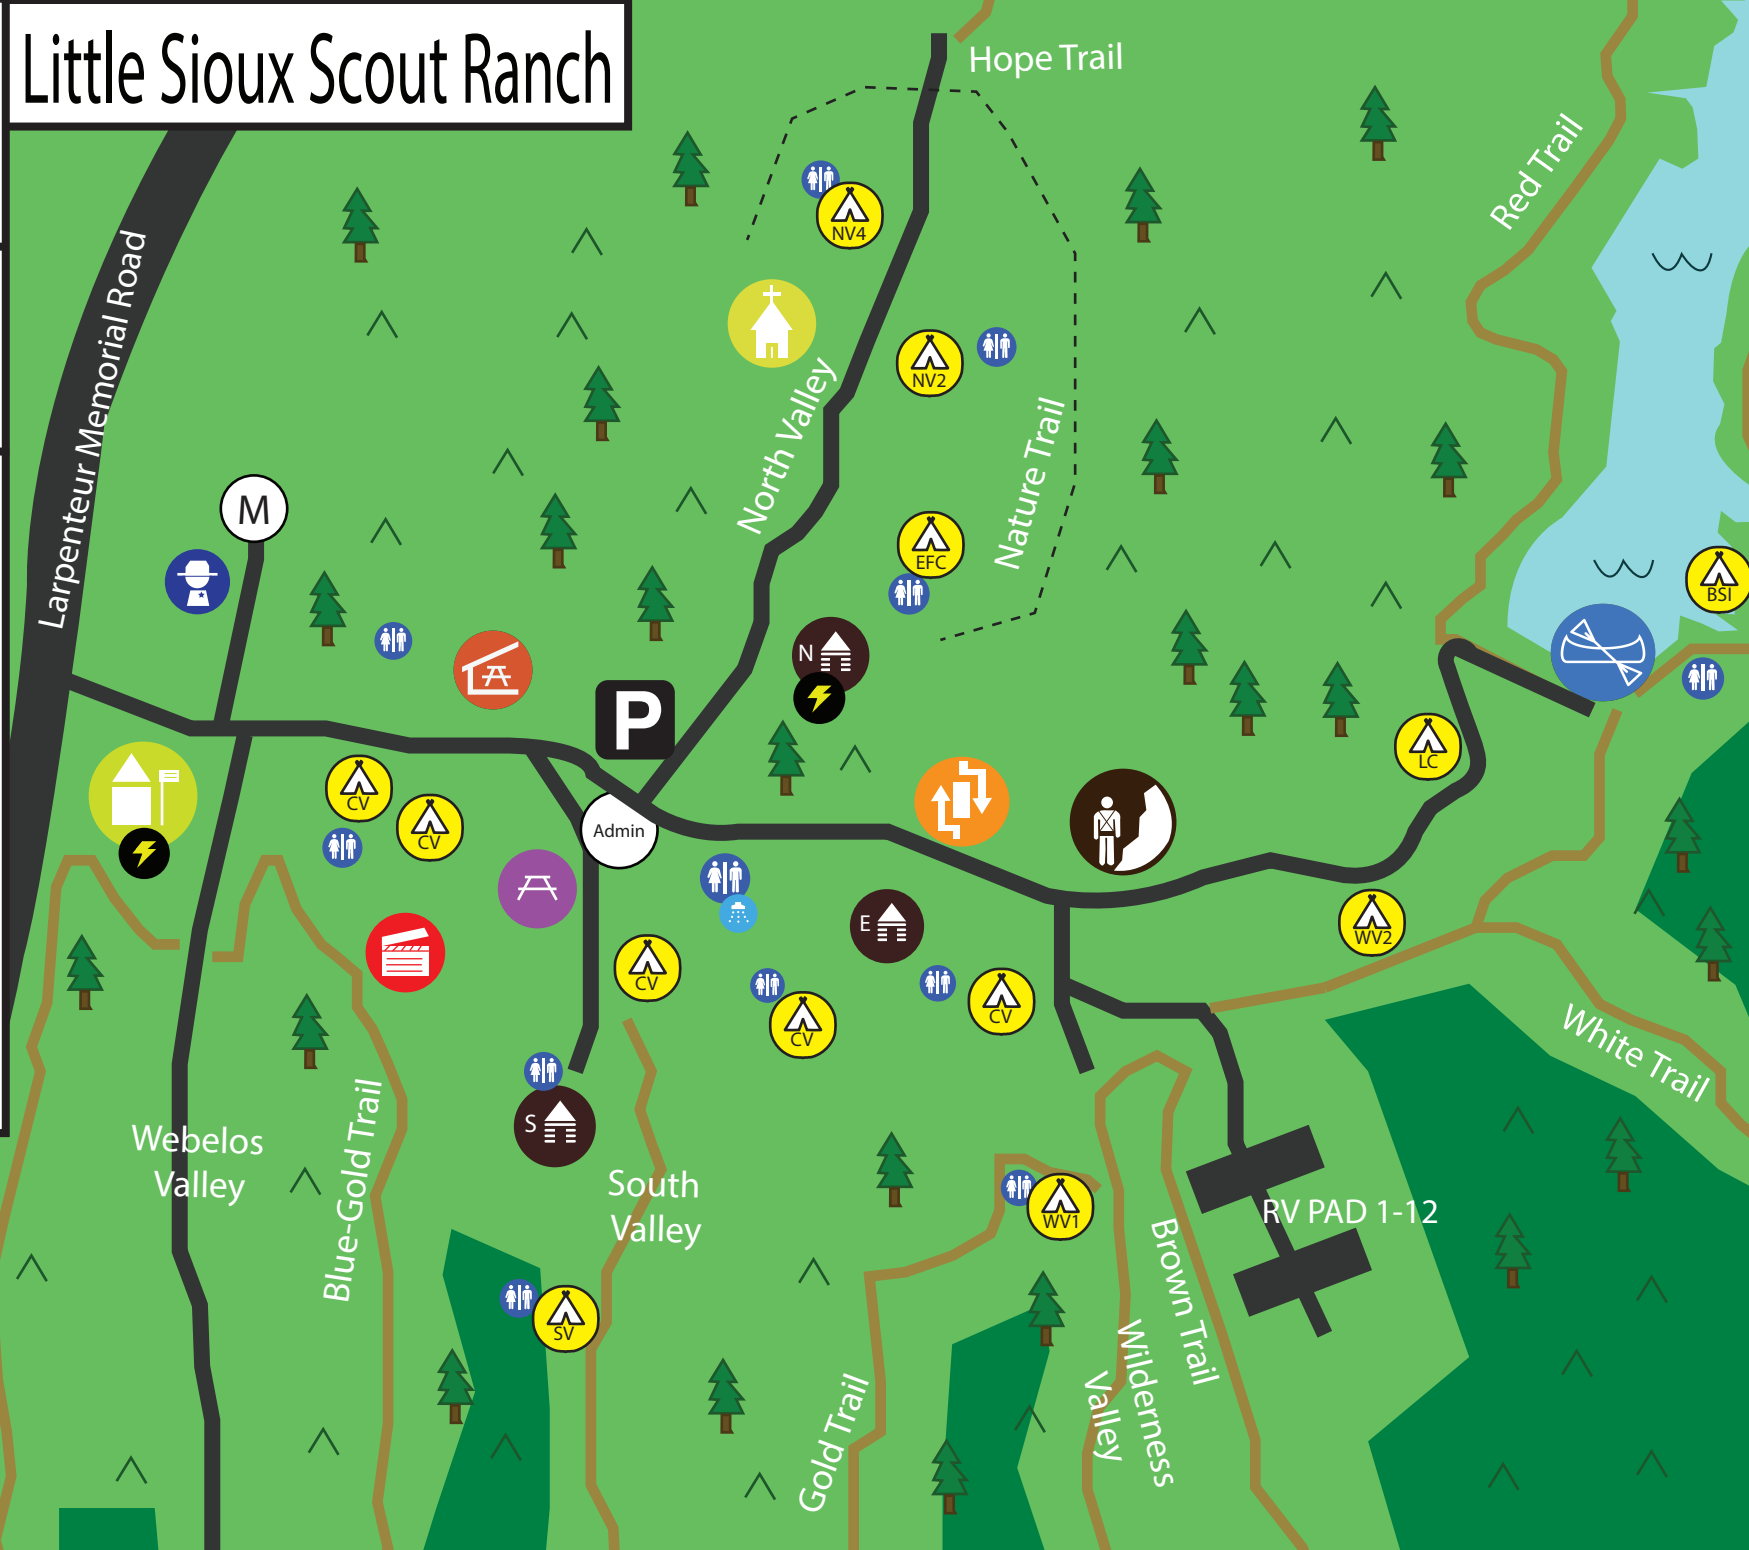 Little Sioux Scout Ranch
Hope Trail
Red Trail
NV4
Larpenteur Memorial Road
NV2
North Valley
Nature Trail
M
EFC
BSI
N
P
LC
CV
CV
Admin
E
WV2
CV
CV
CV
White Trail
S
Webelos
Valley
Blue-Gold Trail
South
Valley
WV1
RV PAD 1-12
Brown Trail
SV
Wilderness
Valley
Gold Trail